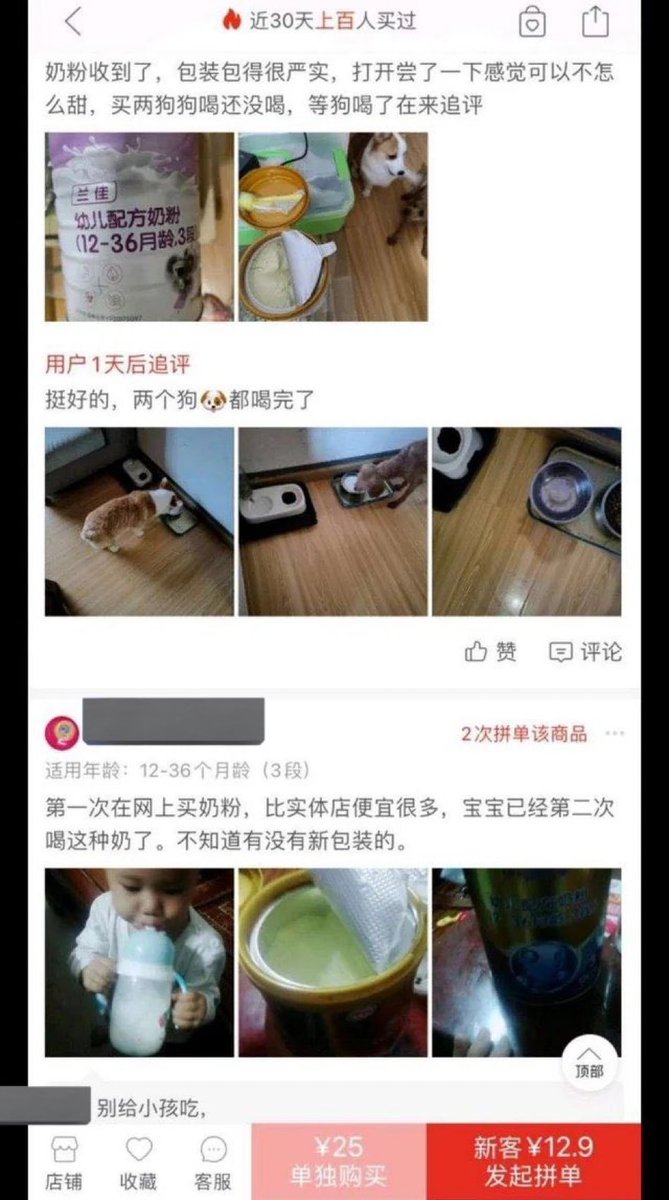 近30天上百人买过
奶粉收到了，包装包得很严实，打开尝了一下感觉可以不怎
么甜，买两狗狗喝还没喝，等狗喝了在来追评
兰佳
幼儿配方奶粉
(12-36月龄,3段
用户1天后追评
挺好的，两个狗🐶都喝完了
赞
评论
2次拼单该商品
适用年龄：12-36个月龄（3段）
第一次在网上买奶粉，比实体店便宜很多，宝宝已经第二次
喝这种奶了。不知道有没有新包装的。
顶部
别给小孩吃，
店铺
收藏
客服
¥25
单独购买
新客¥12.9
发起拼单